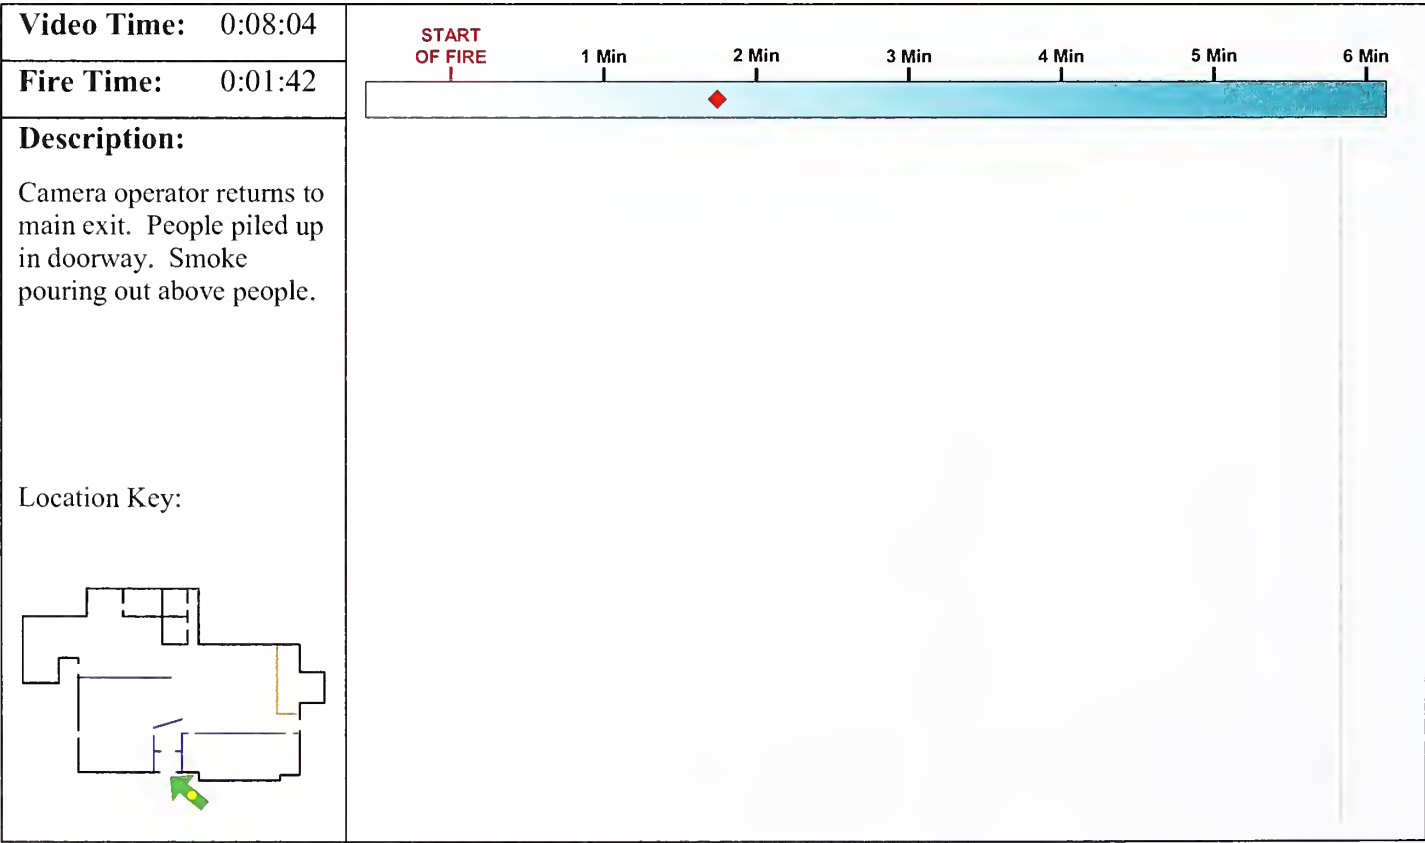 Video Time: 0:08:04
Fire Time: 0:01:42
Description:
Camera operator returns to
main exit. People piled up
in doorway. Smoke
pouring out above people.
Location Key:
START
OF FIRE
1 Min
2 Min
3 Min
4 Min
5 Min
6 Min